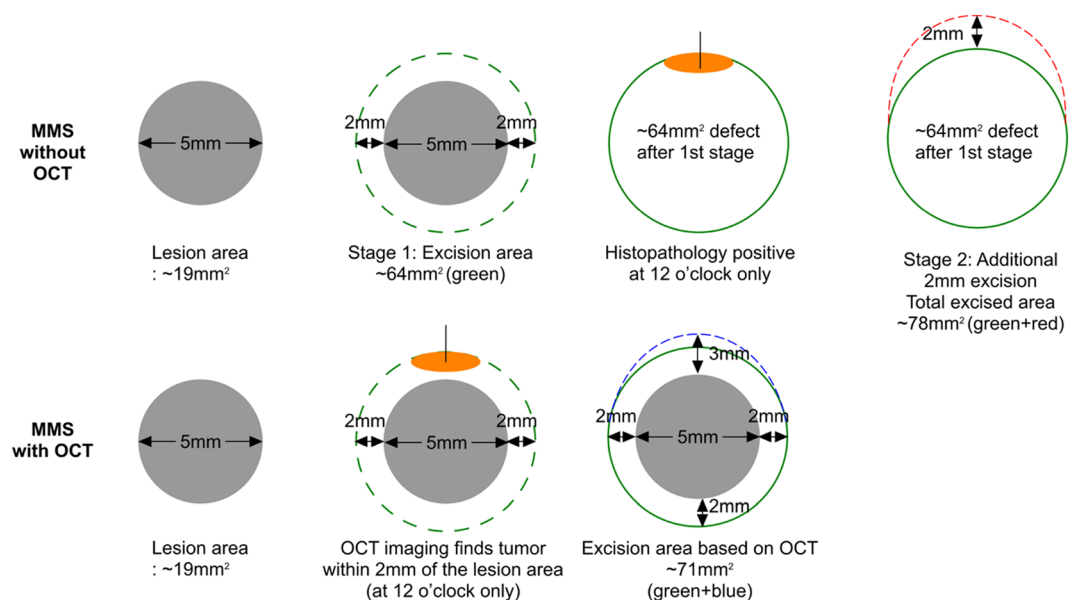 MMS
without
OCT
5mm
Lesion area
: ~19mm²
2mm
5mm
2mm
Stage 1: Excision area
~64mm² (green)
~64mm² defect
after 1st stage
Histopathology positive
at 12 o’clock only
2mm
~64mm² defect
after 1st stage
Stage 2: Additional
2mm excision
Total excised area
~78mm² (green+red)
MMS
with OCT
5mm
Lesion area
: ~19mm²
2mm
5mm
2mm
OCT imaging finds tumor
within 2mm of the lesion area
(at 12 o’clock only)
3mm
2mm
5mm
2mm
2mm
Excision area based on OCT
~71mm²
(green+blue)